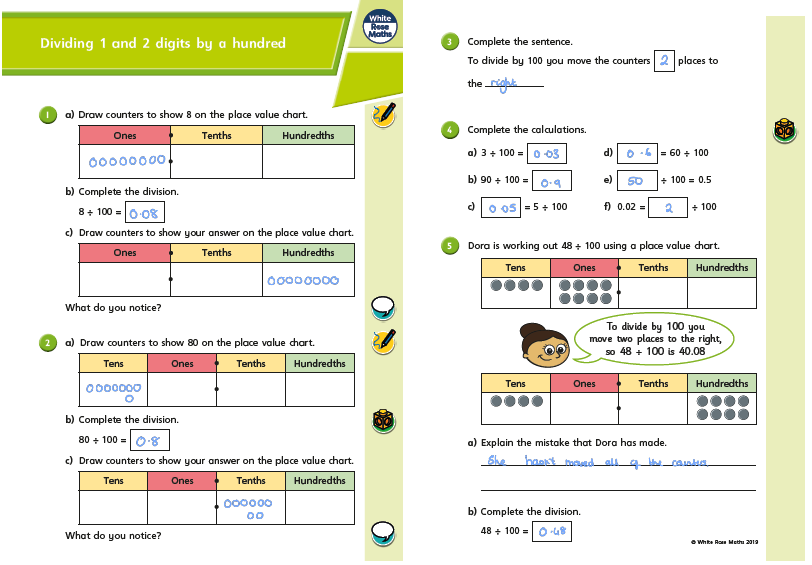 Dividing 1 and 2 digits by a hundred
White
Rose
Maths
1 a) Draw counters to show 8 on the place value chart.
Ones Tenths Hundredths
b) Complete the division.
8 ÷ 100 = 0·08
c) Draw counters to show your answer on the place value chart.
Ones Tenths Hundredths
What do you notice?
2 a) Draw counters to show 80 on the place value chart.
Tens Ones Tenths Hundredths
b) Complete the division.
80 ÷ 100 = 0·8
c) Draw counters to show your answer on the place value chart.
Tens Ones Tenths Hundredths
What do you notice?
3 Complete the sentence.
To divide by 100 you move the counters 2 places to
the right
4 Complete the calculations.
a) 3 ÷ 100 = 0·03 d) 0·6 = 60 ÷ 100
b) 90 ÷ 100 = 0·9 e) 50 ÷ 100 = 0.5
c) 0·05 = 5 ÷ 100 f) 0.02 = 2 ÷ 100
5 Dora is working out 48 ÷ 100 using a place value chart.
Tens Ones Tenths Hundredths
To divide by 100 you
move two places to the right,
so 48 ÷ 100 is 40.08
Tens Ones Tenths Hundredths
a) Explain the mistake that Dora has made.
She hasn't moved all of the
b) Complete the division.
48 ÷ 100 = 0·48
© White Rose Maths 2019